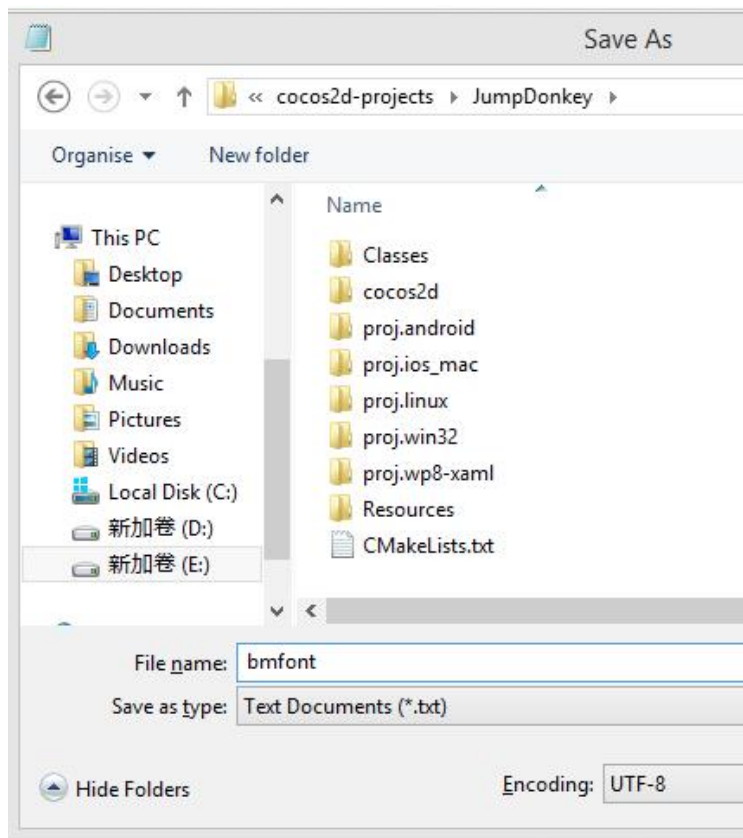 Save As
« cocos2d-projects JumpDonkey
Organise New folder
Name
This PC
Desktop
Documents
Downloads
Music
Pictures
Videos
Local Disk (C:)
新加卷 (D:)
新加卷 (E:)
Classes
cocos2d
proj.android
proj.ios_mac
proj.linux
proj.win32
proj.wp8-xaml
Resources
CMakeLists.txt
File name: bmfont
Save as type: Text Documents (*.txt)
Hide Folders
Encoding: UTF-8